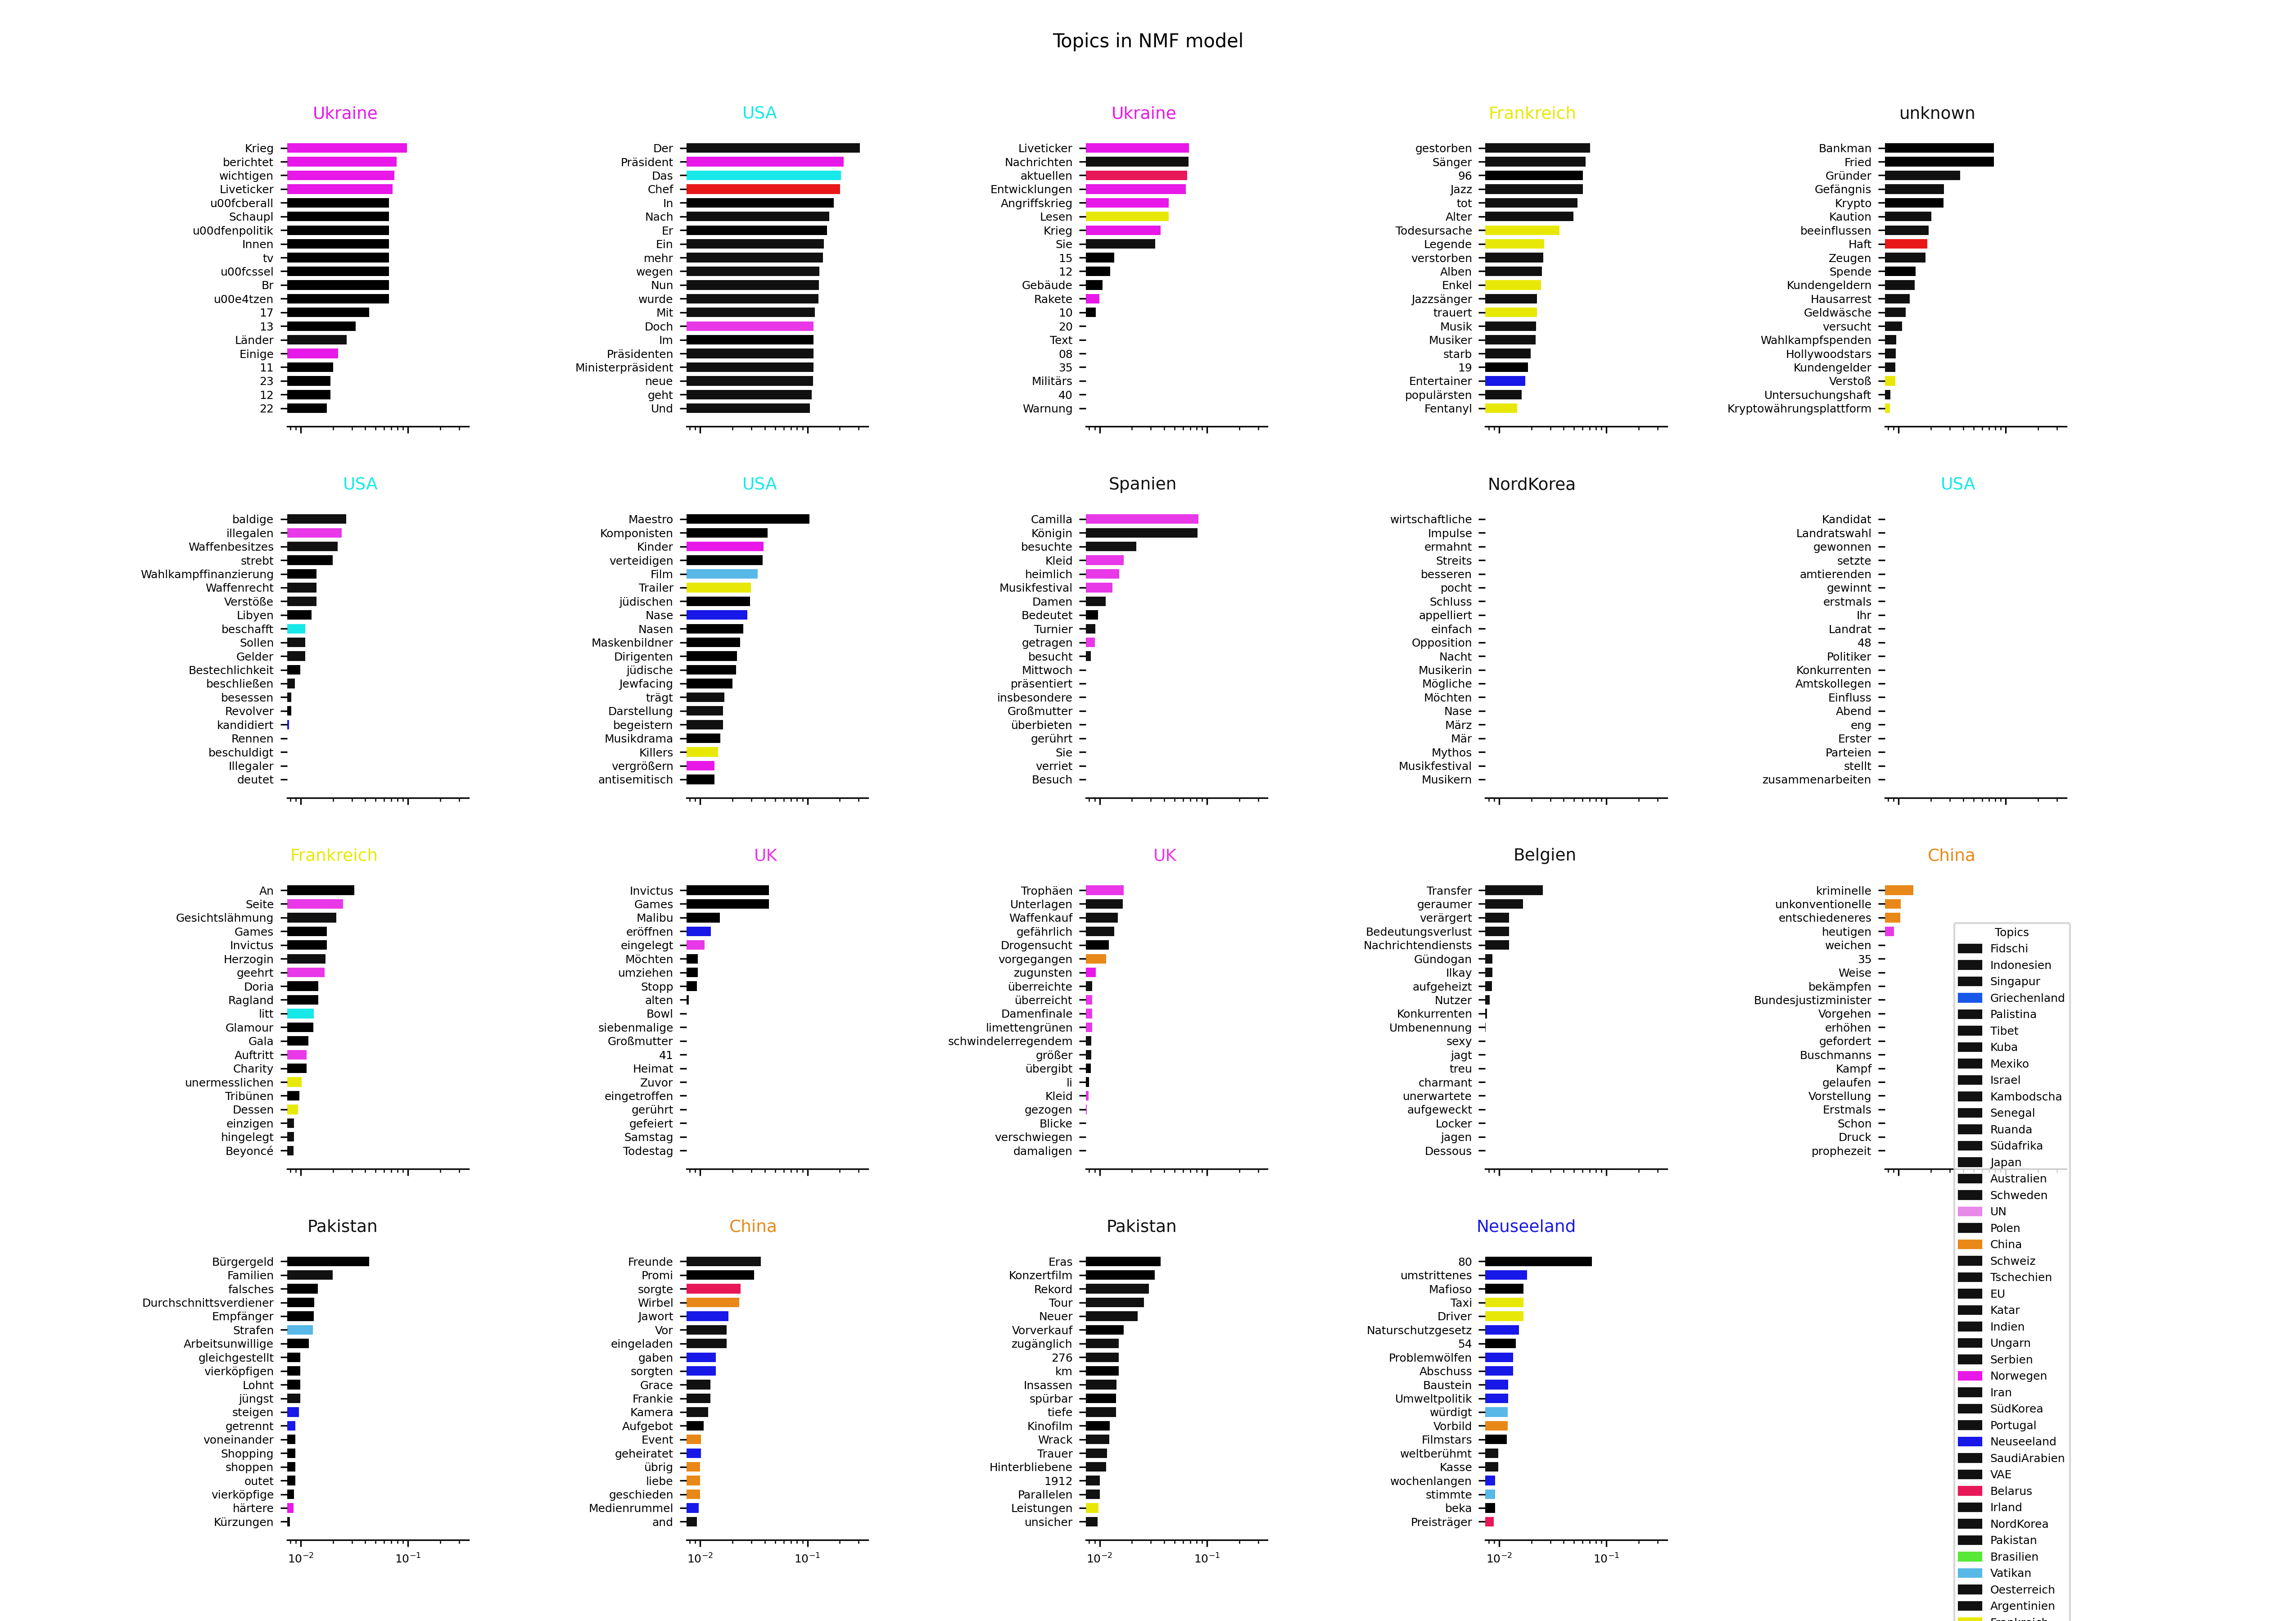 Topics in NMF model
Ukraine
Krieg
berichtet
wichtigen
Liveticker
u00fcberall
Schaupl
u00dfenpolitik
Innen
tv
u00fcssel
Br
u00e4tzen
17
13
Länder
Einige
11
23
12
22
USA
Der
Präsident
Das
Chef
In
Nach
Er
Ein
mehr
wegen
Nun
wurde
Mit
Doch
Im
Präsidenten
Ministerpräsident
neue
geht
Und
Ukraine
Liveticker
Nachrichten
aktuellen
Entwicklungen
Angriffskrieg
Lesen
Krieg
Sie
15
12
Gebäude
Rakete
10
20
Text
08
35
Militärs
40
Warnung
Frankreich
gestorben
Sänger
96
Jazz
tot
Alter
Todesursache
Legende
verstorben
Alben
Enkel
Jazzsänger
trauert
Musik
Musiker
starb
19
Entertainer
populärsten
Fentanyl
unknown
Bankman
Fried
Gründer
Gefängnis
Krypto
Kaution
beeinflussen
Haft
Zeugen
Spende
Kundengeldern
Hausarrest
Geldwäsche
versucht
Wahlkampfspenden
Hollywoodstars
Kundengelder
Verstoß
Untersuchungshaft
Kryptowährungsplattform
USA
baldige
illegalen
Waffenbesitzes
strebt
Wahlkampffinanzierung
Waffenrecht
Verstöße
Libyen
beschafft
Sollen
Gelder
Bestechlichkeit
beschließen
besessen
Revolver
kandidiert
Rennen
beschuldigt
Illegaler
deutet
USA
Maestro
Komponisten
Kinder
verteidigen
Film
Trailer
jüdischen
Nase
Nasen
Maskenbildner
Dirigenten
jüdische
Jewfacing
trägt
Darstellung
begeistern
Musikdrama
Killers
vergrößern
antisemitisch
Spanien
Camilla
Königin
besuchte
Kleid
heimlich
Musikfestival
Damen
Bedeutet
Turnier
getragen
besucht
Mittwoch
präsentiert
insbesondere
Großmutter
überbieten
gerührt
Sie
verriet
Besuch
NordKorea
wirtschaftliche
Impulse
ermahnt
Streits
besseren
pocht
Schluss
appelliert
einfach
Opposition
Nacht
Musikerin
Mögliche
Möchten
Nase
März
Mär
Mythos
Musikfestival
Musikern
USA
Kandidat
Landratswahl
gewonnen
setzte
amtierenden
gewinnt
erstmals
Ihr
Landrat
48
Politiker
Konkurrenten
Amtskollegen
Einfluss
Abend
eng
Erster
Parteien
stellt
zusammenarbeiten
Frankreich
An
Seite
Gesichtslähmung
Games
Invictus
Herzogin
geehrt
Doria
Ragland
litt
Glamour
Gala
Auftritt
Charity
unermesslichen
Tribünen
Dessen
einzigen
hingelegt
Beyoncé
UK
Invictus
Games
Malibu
eröffnen
eingelegt
Möchten
umziehen
Stopp
alten
Bowl
siebenmalige
Großmutter
41
Heimat
Zuvor
eingetroffen
gerührt
gefeiert
Samstag
Todestag
UK
Trophäen
Unterlagen
Waffenkauf
gefährlich
Drogensucht
vorgegangen
zugunsten
überreichte
überreicht
Damenfinale
limettengrünen
schwindelerregendem
größer
übergibt
li
Kleid
gezogen
Blicke
verschwiegen
damaligen
Belgien
Transfer
geraumer
verärgert
Bedeutungsverlust
Nachrichtendiensts
Gündogan
Ilkay
aufgeheizt
Nutzer
Konkurrenten
Umbenennung
sexy
jagt
treu
charmant
unerwartete
aufgeweckt
Locker
jagen
Dessous
China
kriminelle
unkonventionelle
entschiedeneres
heutigen
weichen
35
Weise
bekämpfen
Bundesjustizminister
Vorgehen
erhöhen
gefordert
Buschmanns
Kampf
gelaufen
Vorstellung
Erstmals
Schon
Druck
prophezeit
Pakistan
Bürgergeld
Familien
falsches
Durchschnittsverdiener
Empfänger
Strafen
Arbeitsunwillige
gleichgestellt
vierköpfigen
Lohnt
jüngst
steigen
getrennt
voneinander
Shopping
shoppen
outet
vierköpfige
härtere
Kürzungen
10⁻² 10⁻¹
China
Freunde
Promi
sorgte
Wirbel
Jawort
Vor
eingeladen
gaben
sorgten
Grace
Frankie
Kamera
Aufgebot
Event
geheiratet
übrig
liebe
geschieden
Medienrummel
and
10⁻² 10⁻¹
Pakistan
Eras
Konzertfilm
Rekord
Tour
Neuer
Vorverkauf
zugänglich
276
km
Insassen
spürbar
tiefe
Kinofilm
Wrack
Trauer
Hinterbliebene
1912
Parallelen
Leistungen
unsicher
10⁻² 10⁻¹
Neuseeland
80
umstrittenes
Mafioso
Taxi
Driver
Naturschutzgesetz
54
Problemwölfen
Abschuss
Baustein
Umweltpolitik
würdigt
Vorbild
Filmstars
weltberühmt
Kasse
wochenlangen
stimmte
beka
Preisträger
10⁻² 10⁻¹
Topics
Fidschi
Indonesien
Singapur
Griechenland
Palistina
Tibet
Kuba
Mexiko
Israel
Kambodscha
Senegal
Ruanda
Südafrika
Japan
Australien
Schweden
UN
Polen
China
Schweiz
Tschechien
EU
Katar
Indien
Ungarn
Serbien
Norwegen
Iran
SüdKorea
Portugal
Neuseeland
SaudiArabien
VAE
Belarus
Irland
NordKorea
Pakistan
Brasilien
Vatikan
Oesterreich
Argentinien